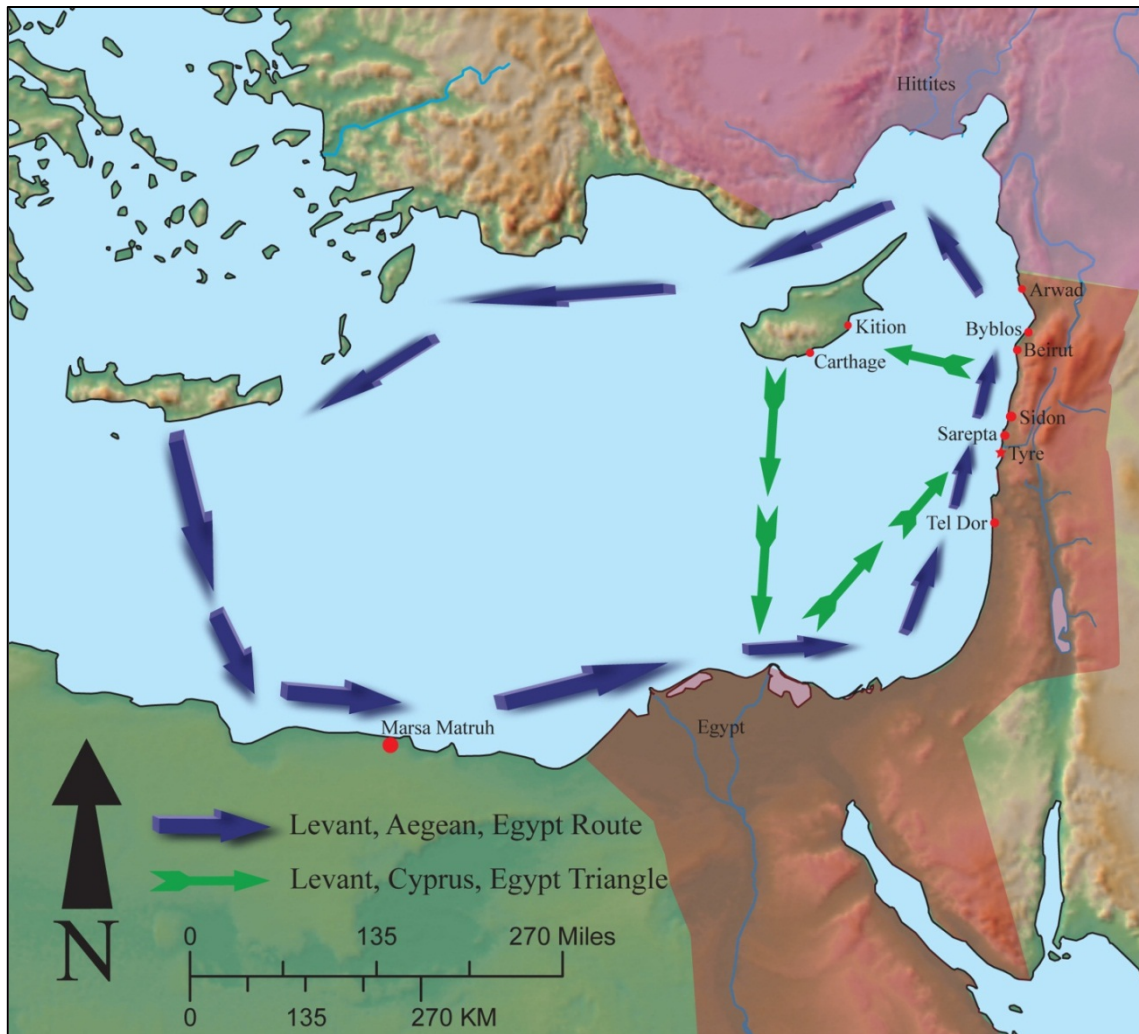 Hittites
Arwad
Kition
Byblos
Carthage
Beirut
Sidon
Sarepta
Tyre
Tel Dor
Marsa Matruh
Egypt
Levant, Aegean, Egypt Route
Levant, Cyprus, Egypt Triangle
N
0 135 270 Miles
0 135 270 KM